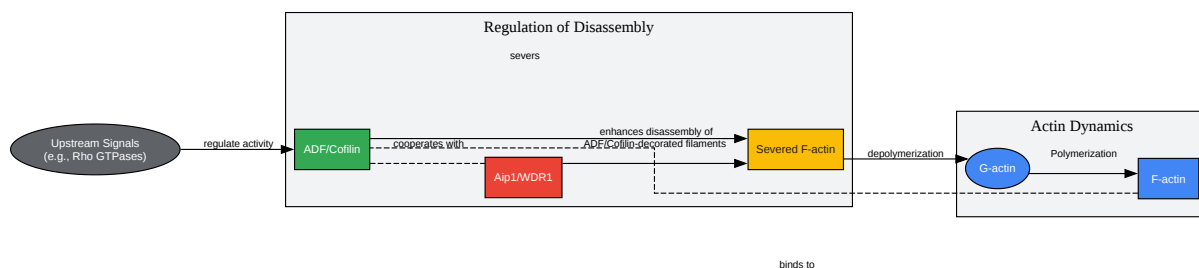 Regulation of Disassembly
severs
Upstream Signals
(e.g., Rho GTPases)
regulate activity
ADF/Cofilin
cooperates with
Aip1/WDR1
enhances disassembly of
ADF/Cofilin-decorated filaments
Severed F-actin
depolymerization
Actin Dynamics
G-actin
Polymerization
F-actin
binds to